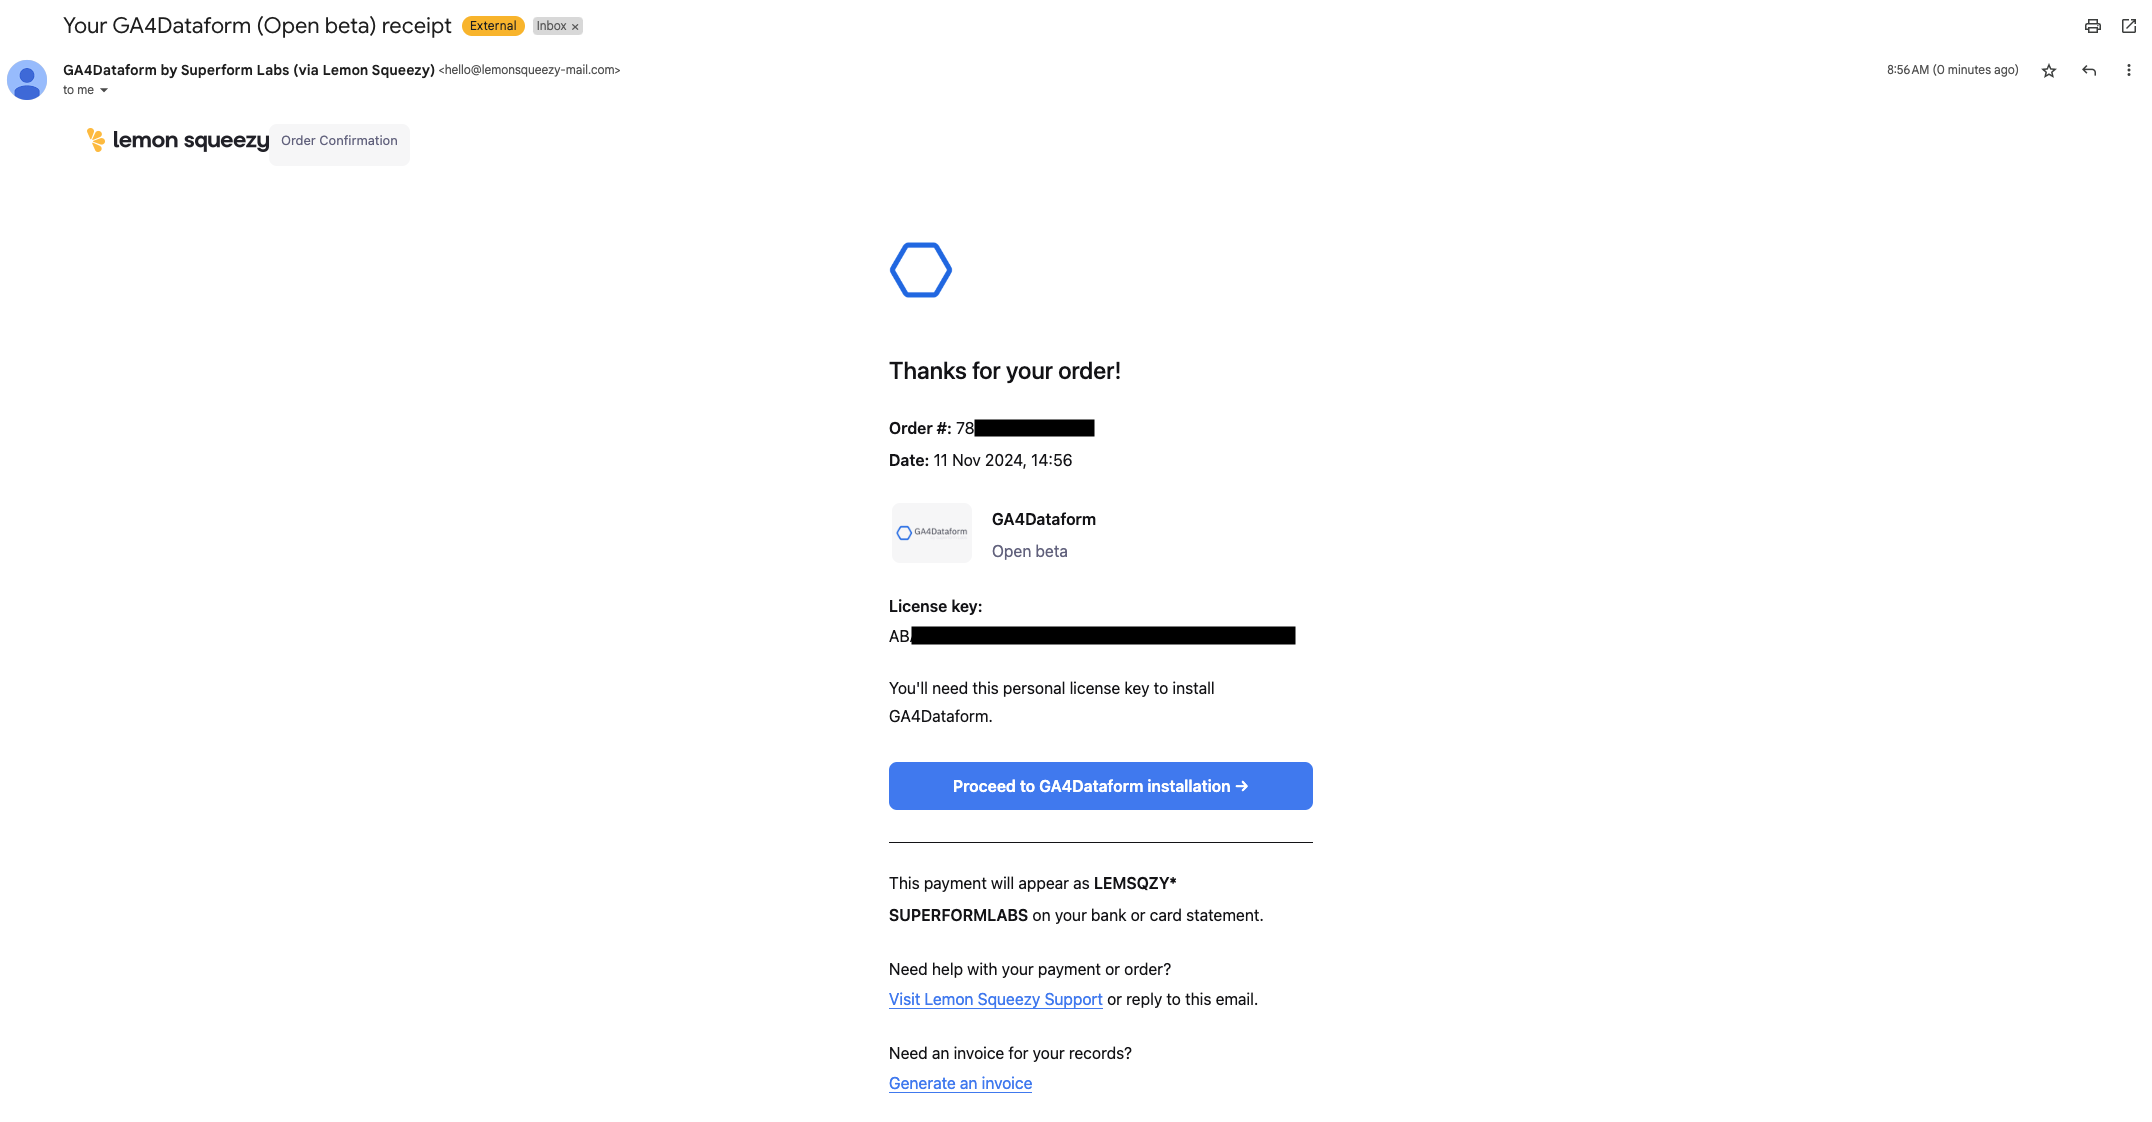 Your GA4Dataform (Open beta) receipt External Inbox ×
GA4Dataform by Superform Labs (via Lemon Squeezy) <hello@lemonsqueezy-mail.com> 8:56 AM (0 minutes ago)
to me
lemon squeezy Order Confirmation
Thanks for your order!
Order #: 78
Date: 11 Nov 2024, 14:56
GA4Dataform GA4Dataform
Open beta
License key:
AB
You'll need this personal license key to install
GA4Dataform.
Proceed to GA4Dataform installation →
This payment will appear as LEMSQZY*
SUPERFORMLABS on your bank or card statement.
Need help with your payment or order?
Visit Lemon Squeezy Support or reply to this email.
Need an invoice for your records?
Generate an invoice